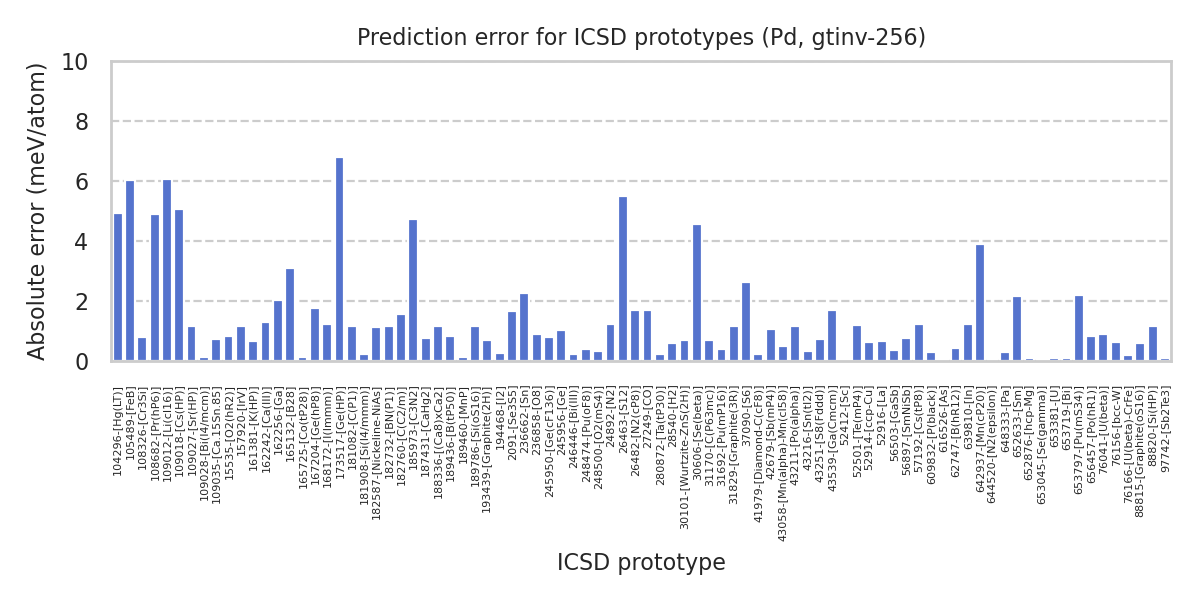 Prediction error for ICSD prototypes (Pd, gtinv-256)
Absolute error (meV/atom)
10
8
6
4
2
0
104296-[Hg(LT)]
105489-[FeB]
108326-[Cr3Si]
108682-[Pr(hP6)]
109012-[Li(cI16)]
109018-[Cs(HP)]
109027-[Sr(HP)]
109028-[Bi(I4/mcm)]
109035-[Ca.15Sn.85]
15535-[O2(hR2)]
157920-[IrV]
161381-[K(HP)]
162242-[Ca(III)]
162256-[Ga]
165132-[B28]
165725-[Co(tP28)]
167204-[Ge(hP8)]
168172-[I(Immm)]
173517-[Ge(HP)]
181082-[C(P1)]
181908-[Si(I4/mmm)]
182587-[Nickeline-NiAs]
182732-[BN(P1)]
182760-[C(C2/m)]
185973-[C3N2]
187431-[CaHg2]
188336-[(Ca8)xCa2]
189436-[B(tP50)]
189460-[MnP]
189786-[Si(oS16)]
193439-[Graphite(2H)]
194468-[I2]
2091-[Se3S5]
236662-[Sn]
236858-[O8]
245950-[Ge(cF136)]
245956-[Ge]
246446-[Bi(III)]
248474-[Pu(oF8)]
248500-[O2(mS4)]
24892-[N2]
26463-[S12]
26482-[N2(cP8)]
27249-[CO]
280872-[Ta(tP30)]
28540-[H2]
30101-[Wurtzite-ZnS(2H)]
30606-[Se(beta)]
31170-[C(P63mc)]
31692-[Pu(mP16)]
31829-[Graphite(3R)]
37090-[S6]
41979-[Diamond-C(cF8)]
42679-[Sb(mP4)]
43058-[Mn(alpha)-Mn(cI58)]
43211-[Po(alpha)]
43216-[Sn(tI2)]
43251-[S8(Fddd)]
43539-[Ga(Cmcm)]
52412-[Sc]
52501-[Te(mP4)]
52914-[fcc-Cu]
52916-[La]
56503-[GaSb]
56897-[SmNiSb]
57192-[Cs(tP8)]
609832-[P(black)]
616526-[As]
62747-[B(hR12)]
639810-[In]
642937-[Mn(cP20)]
644520-[N2(epsilon)]
648333-[Pa]
652633-[Sm]
652876-[hcp-Mg]
653045-[Se(gamma)]
653381-[U]
653719-[Bi]
653797-[Pu(mS34)]
656457-[Po(hR1)]
76041-[U(beta)]
76156-[bcc-W]
76166-[U(beta)-CrFe]
88815-[Graphite(oS16)]
88820-[Si(HP)]
97742-[Sb2Te3]
ICSD prototype